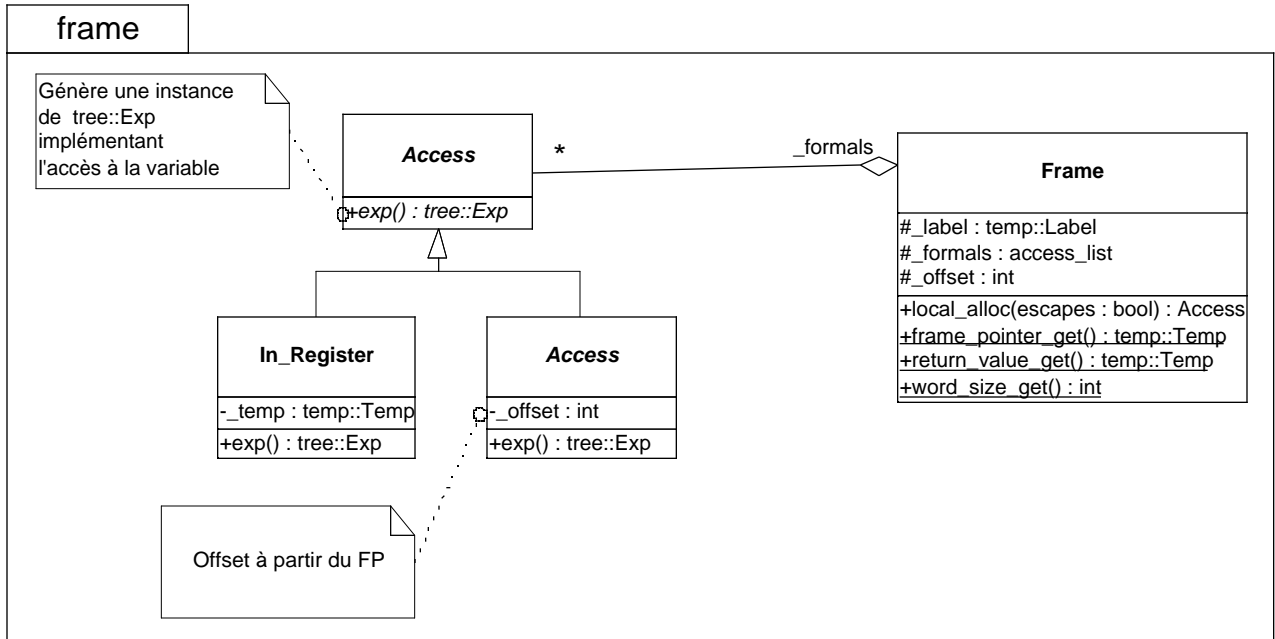 frame
Génère une instance
de tree::Exp
implémentant
l'accès à la variable
Access
+exp() : tree::Exp
*
_formals
Frame
#_label : temp::Label
#_formals : access_list
#_offset : int
+local_alloc(escapes : bool) : Access
+frame_pointer_get() : temp::Temp
+return_value_get() : temp::Temp
+word_size_get() : int
In_Register
-_temp : temp::Temp
+exp() : tree::Exp
Access
-_offset : int
+exp() : tree::Exp
Offset à partir du FP